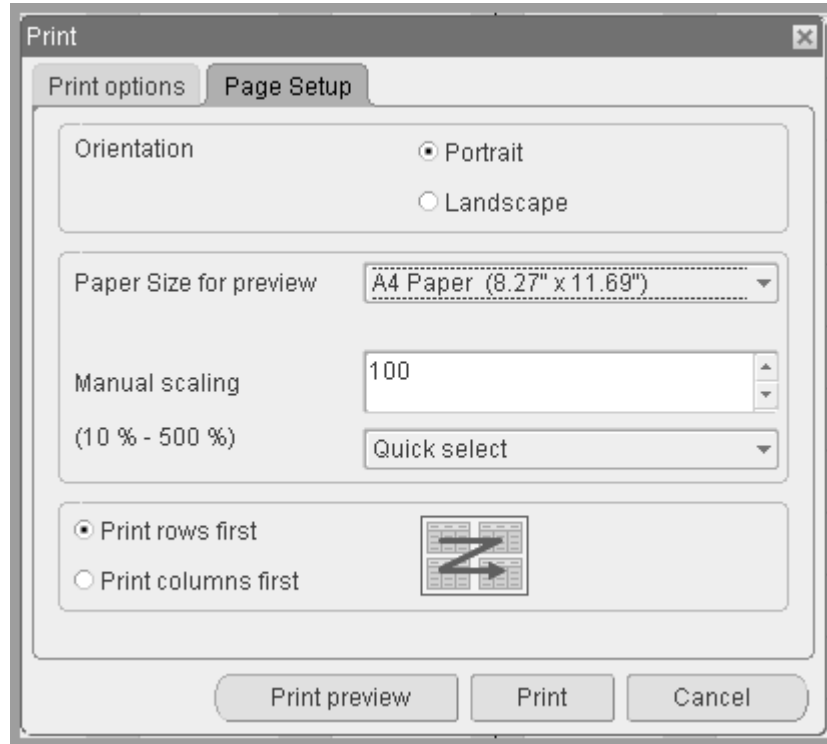 Print
Print options Page Setup
Orientation Portrait
Landscape
Paper Size for preview A4 Paper (8.27" x 11.69")
Manual scaling 100
(10 % - 500 %) Quick select
Print rows first
Print columns first
Print preview Print Cancel